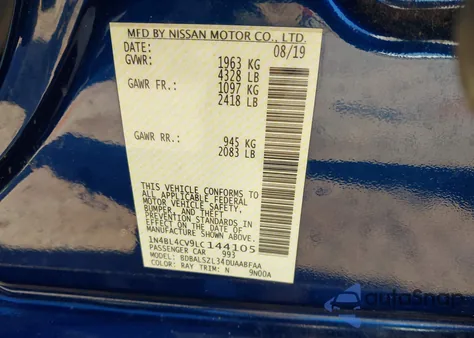 MFD BY NISSAN MOTOR CO., LTD.
DATE: 08/19
GVWR: 1963 KG
4328 LB
GAWR FR: 1097 KG
2418 LB
GAWR RR: 945 KG
2083 LB
THIS VEHICLE CONFORMS TO
ALL APPLICABLE FEDERAL
MOTOR VEHICLE SAFETY,
BUMPER, AND THEFT
PREVENTION STANDARDS IN
EFFECT ON THE DATE OF
MANUFACTURE.
1N4BL4CV9LC144105
PASSENGER CAR 993
MODEL: BDBALSZL34DUAABFAA
COLOR: RAY TRIM: N 9N00A
autoSnap